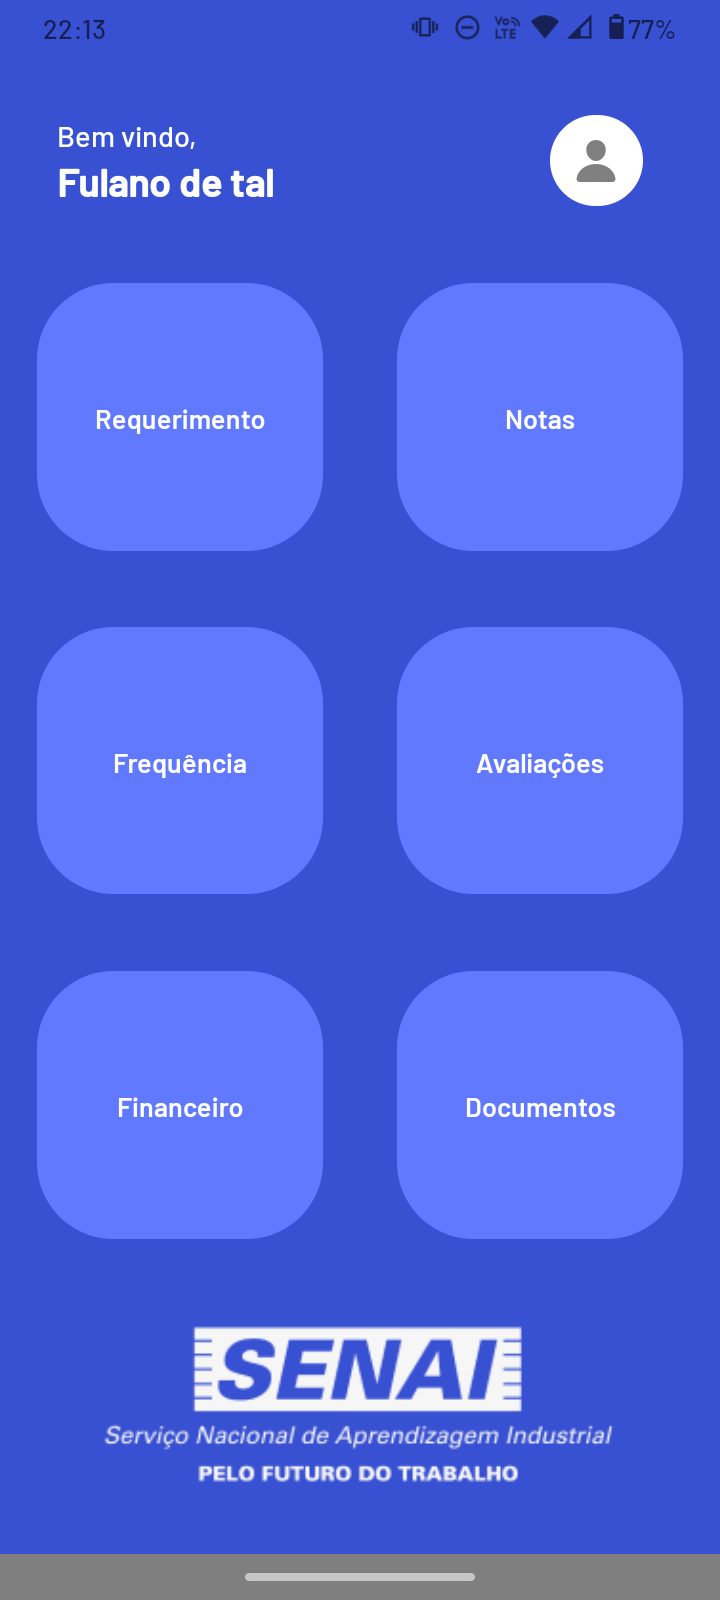 22:13
Vo LTE 77%
Bem vindo,
Fulano de tal
Requerimento
Notas
Frequência
Avaliações
Financeiro
Documentos
SENAI
Serviço Nacional de Aprendizagem Industrial
PELO FUTURO DO TRABALHO